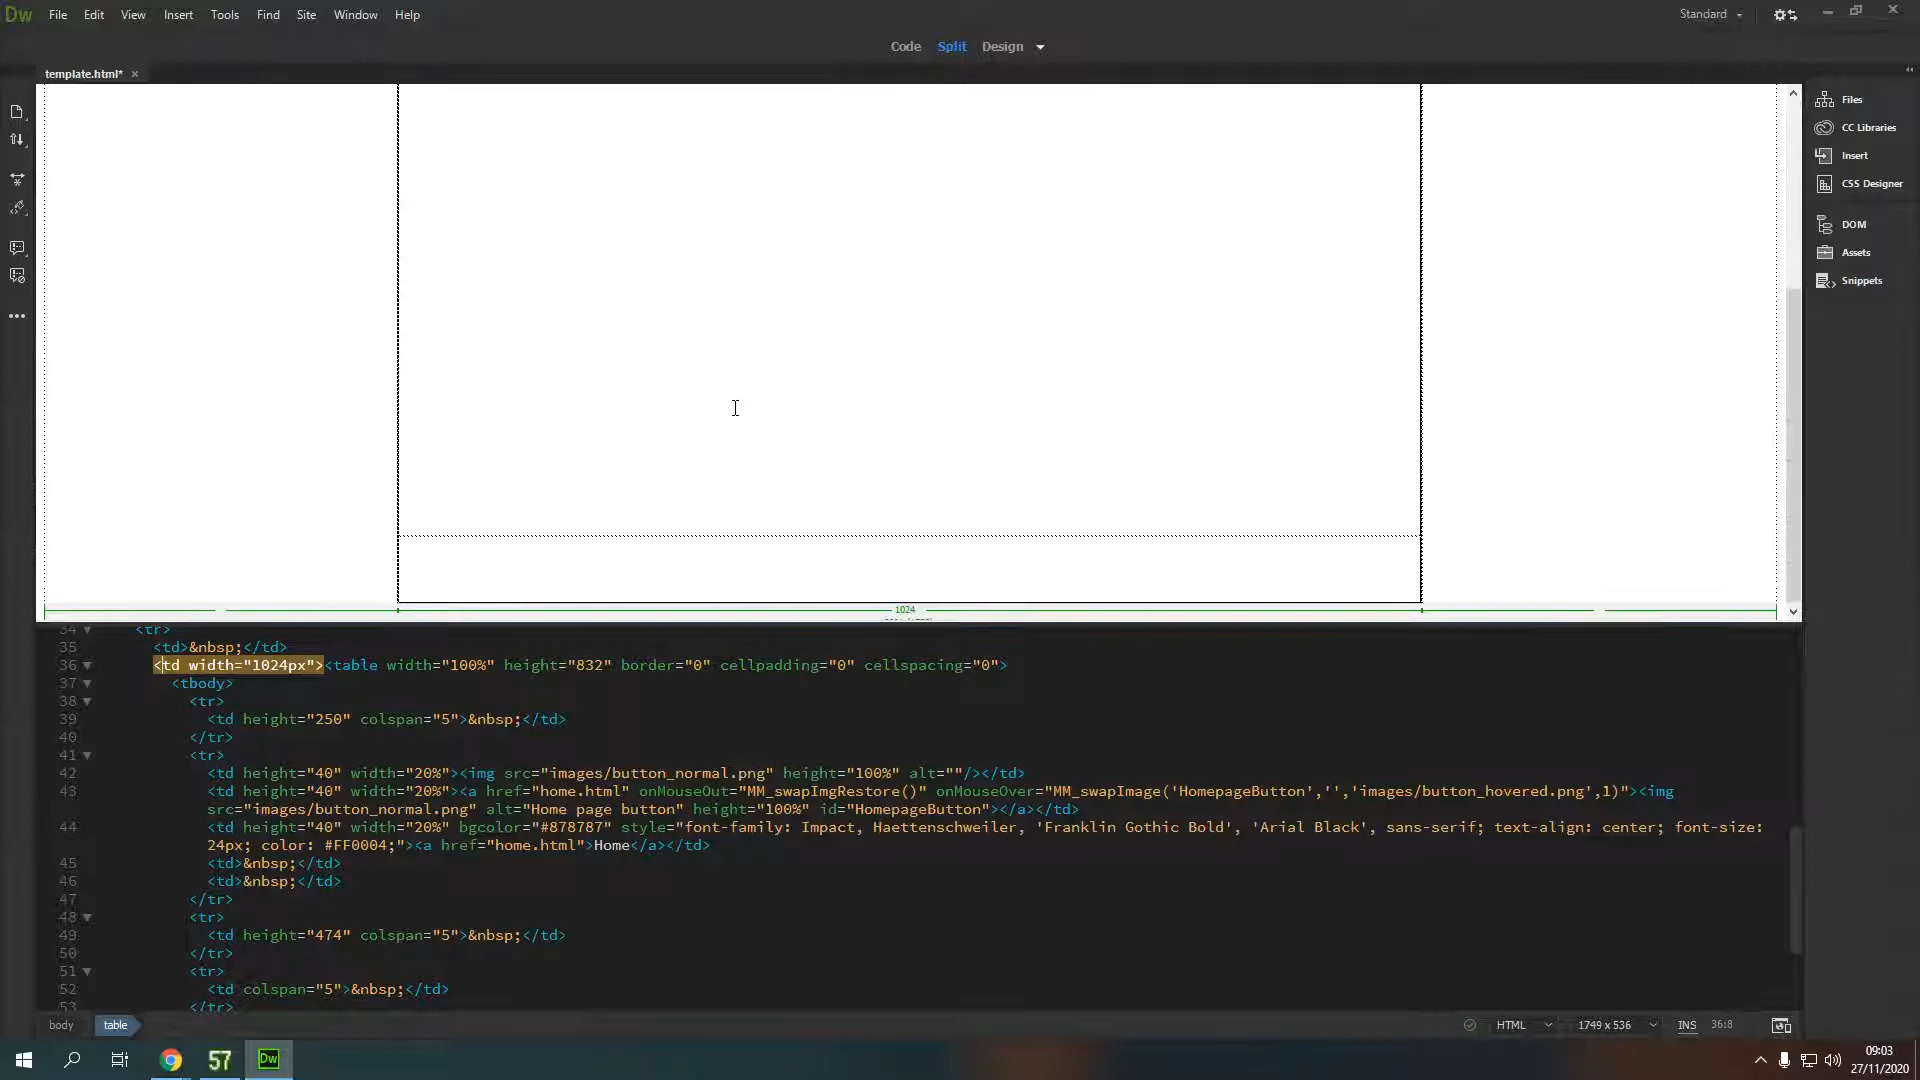 Dw File Edit View Insert Tools Find Site Window Help Standard
Code Split Design
template.html*
Files
CC Libraries
Insert
CSS Designer
DOM
Assets
Snippets
1024
34 <tr>
35 <td>&nbsp;</td>
36 <td width="1024px"><table width="100%" height="832" border="0" cellpadding="0" cellspacing="0">
37 <tbody>
38 <tr>
39 <td height="250" colspan="5">&nbsp;</td>
40 </tr>
41 <tr>
42 <td height="40" width="20%"><img src="images/button_normal.png" height="100%" alt=""/></td>
43 <td height="40" width="20%"><a href="home.html" onMouseOut="MM_swapImgRestore()" onMouseOver="MM_swapImage('HomepageButton','','images/button_hovered.png',1)"><img
src="images/button_normal.png" alt="Home page button" height="100%" id="HomepageButton"></a></td>
44 <td height="40" width="20%" bgcolor="#878787" style="font-family: Impact, Haettenschweiler, 'Franklin Gothic Bold', 'Arial Black', sans-serif; text-align: center; font-size:
24px; color: #FF0004;"><a href="home.html">Home</a></td>
45 <td>&nbsp;</td>
46 <td>&nbsp;</td>
47 </tr>
48 <tr>
49 <td height="474" colspan="5">&nbsp;</td>
50 </tr>
51 <tr>
52 <td colspan="5">&nbsp;</td>
53 </tr>
body table HTML 1749 x 536 INS 36:8
57 Dw 09:03
27/11/2020